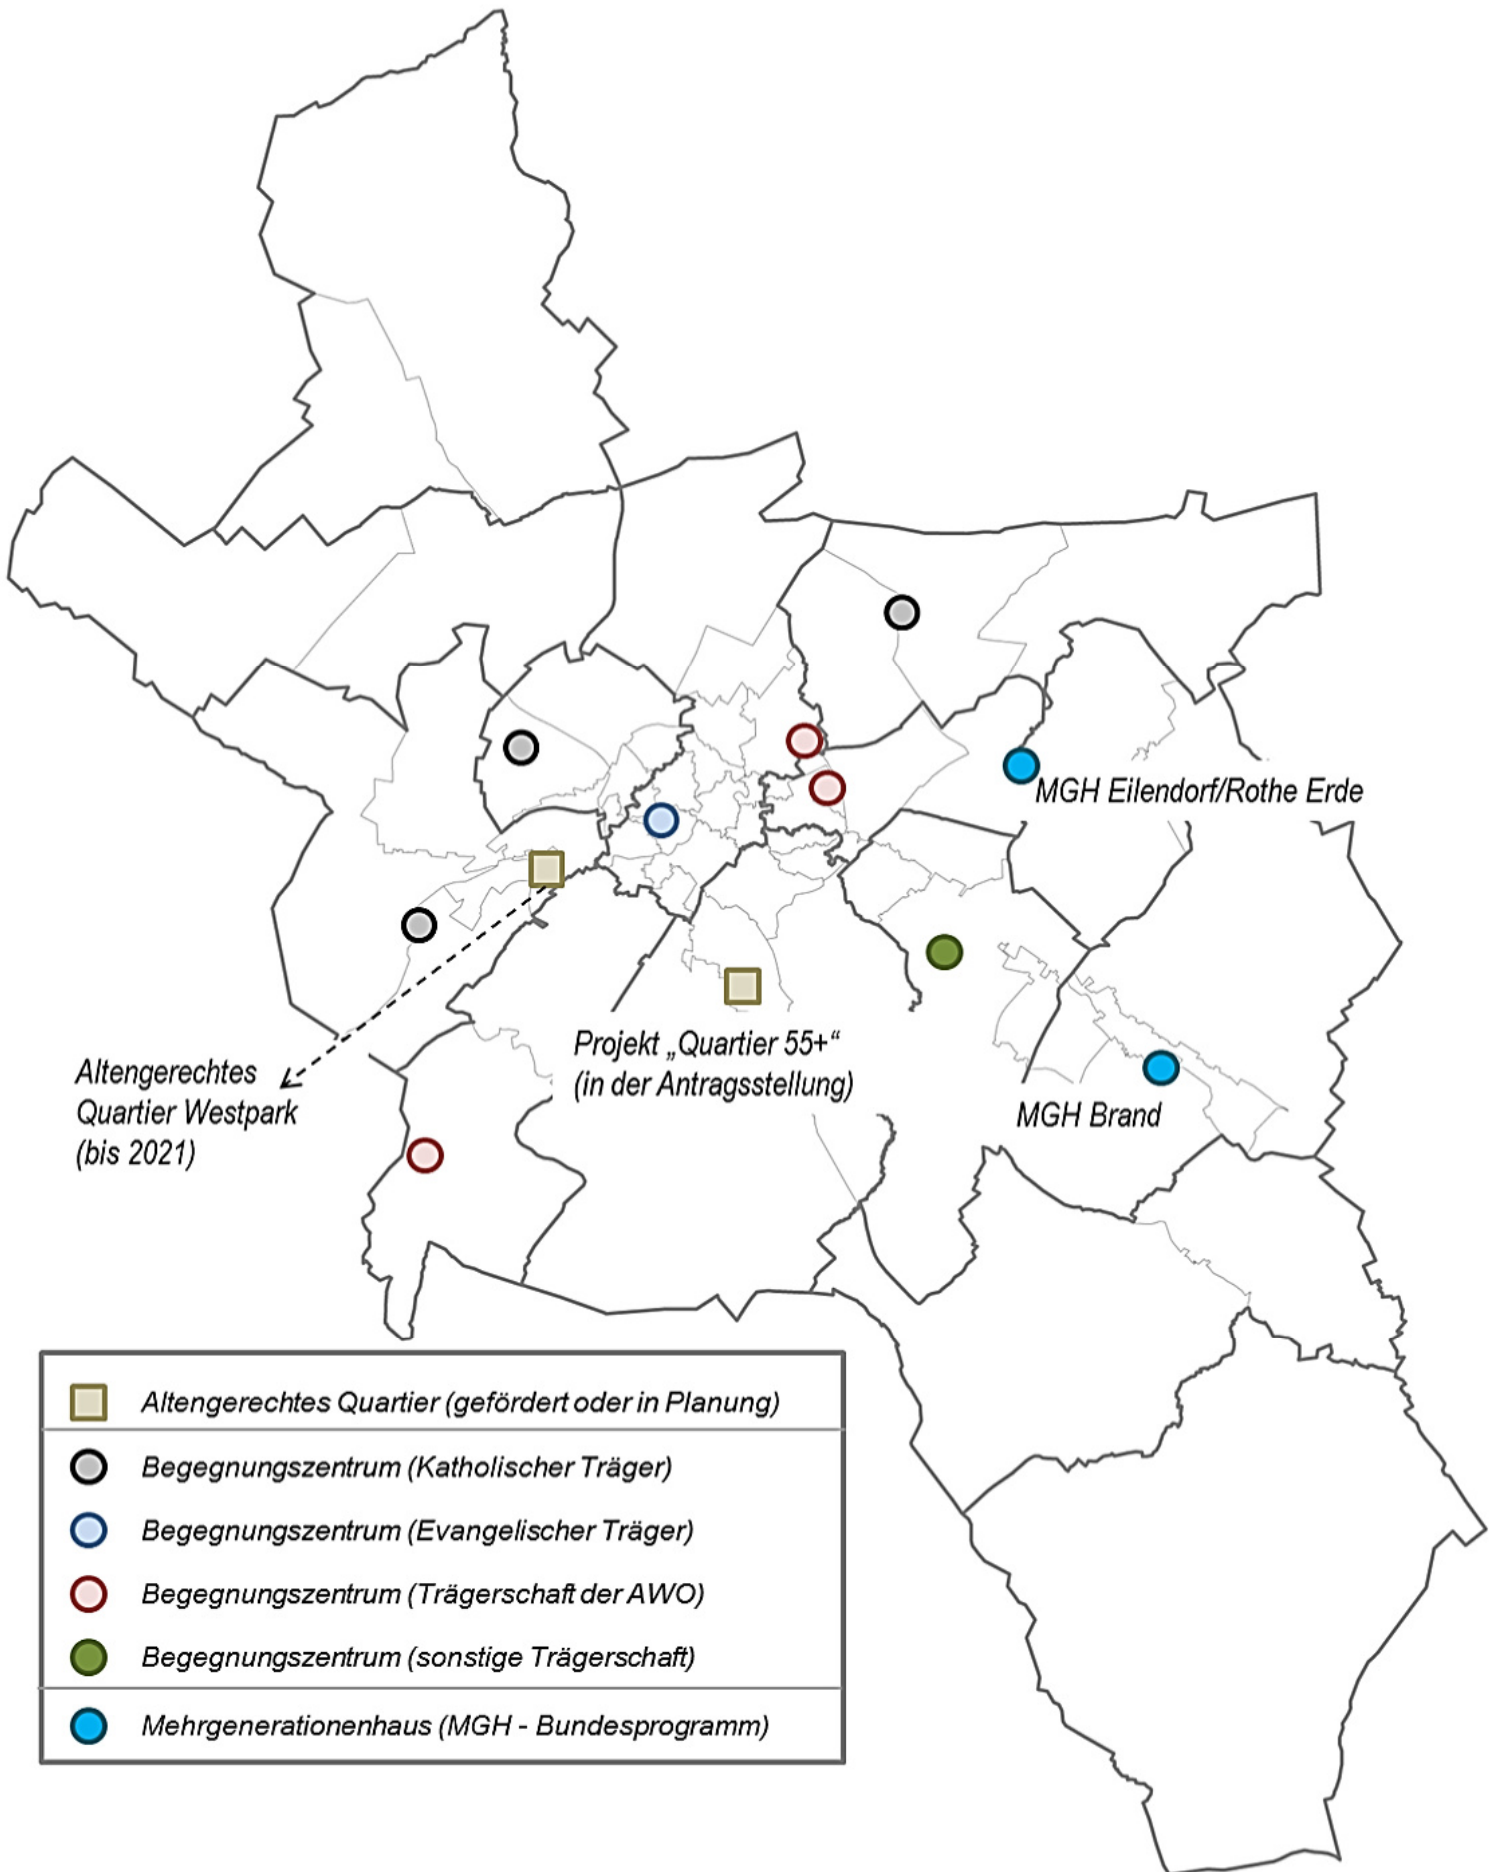 MGH Eilendorf/Rothe Erde
Projekt „Quartier 55+“
(in der Antragsstellung)
Altengerechtes
Quartier Westpark
(bis 2021)
MGH Brand
Altengerechtes Quartier (gefördert oder in Planung)
Begegnungszentrum (Katholischer Träger)
Begegnungszentrum (Evangelischer Träger)
Begegnungszentrum (Trägerschaft der AWO)
Begegnungszentrum (sonstige Trägerschaft)
Mehrgenerationenhaus (MGH - Bundesprogramm)